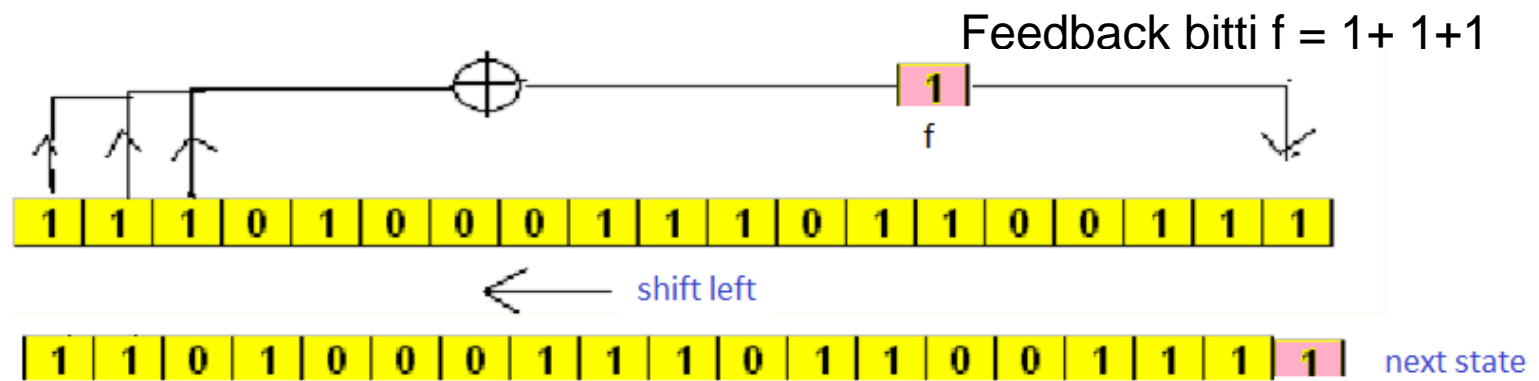 Feedback bitti f = 1+ 1+1
1
f
1 1 1 0 1 0 0 0 1 1 1 0 1 1 0 0 1 1 1
shift left
1 1 0 1 0 0 0 1 1 1 0 1 1 0 0 1 1 1 1 next state